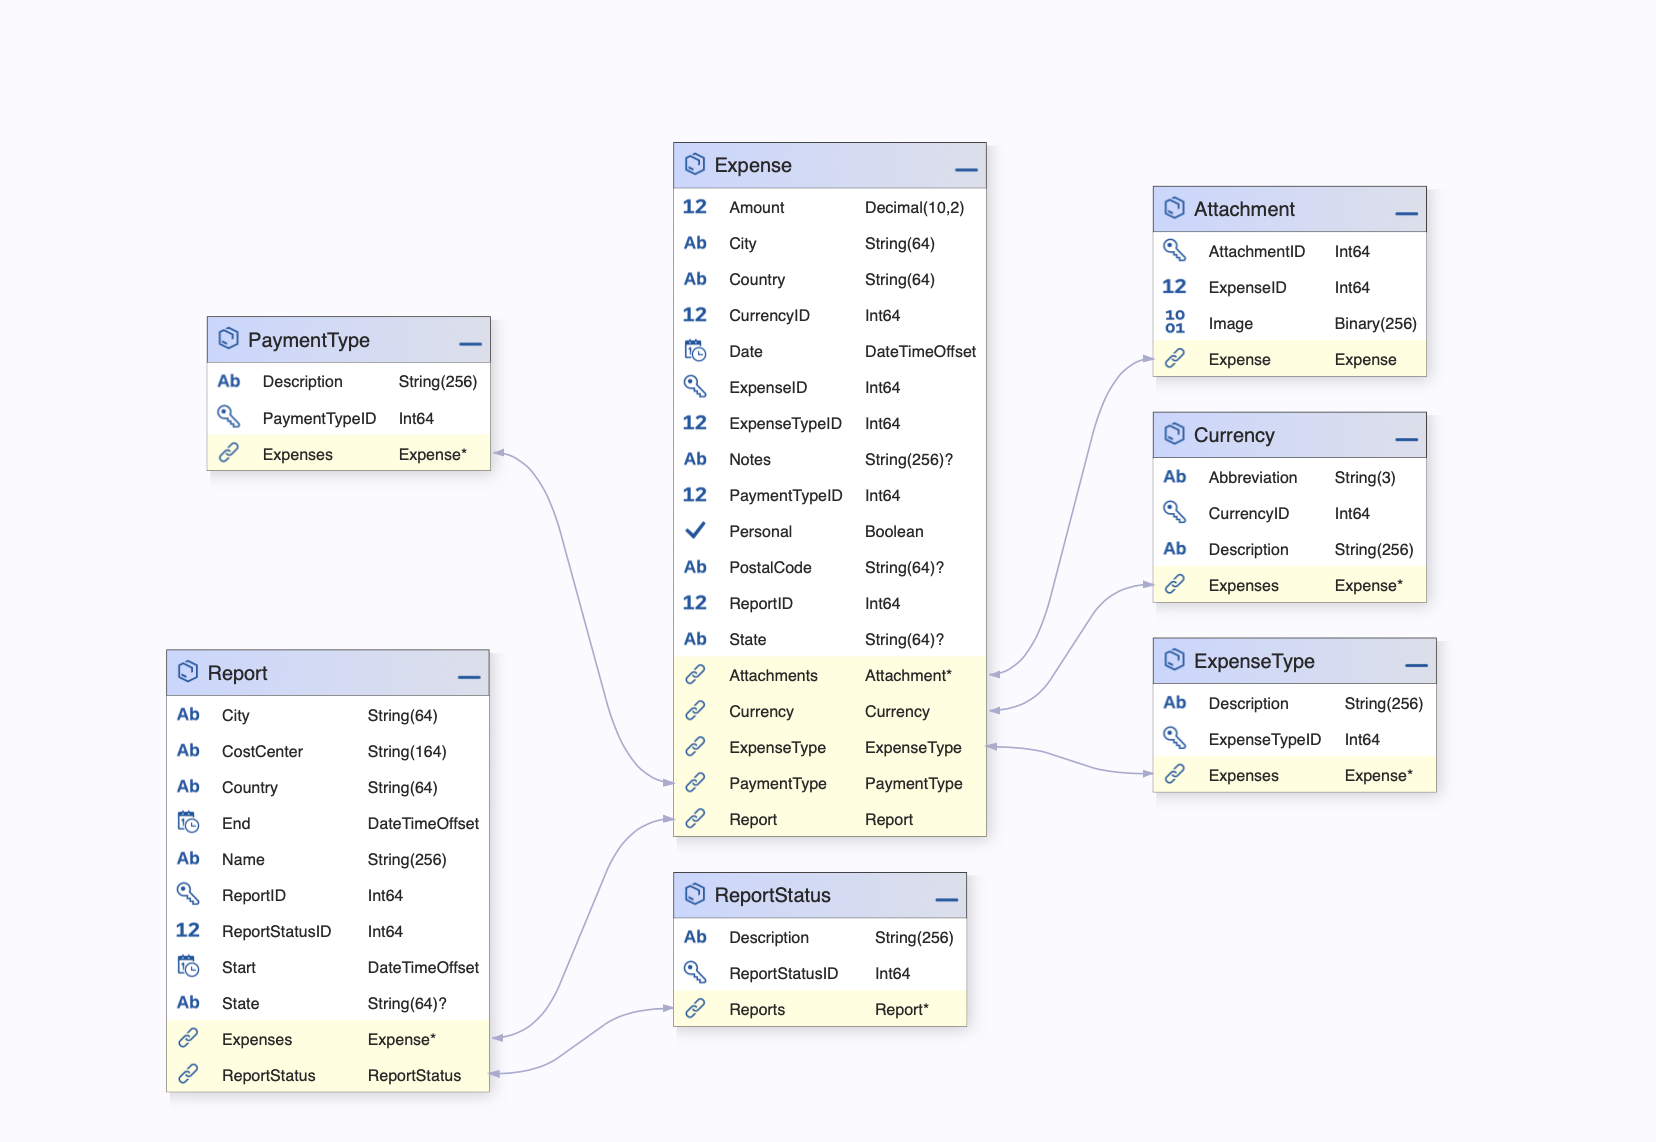 Expense
12 Amount Decimal(10,2)
Ab City String(64)
Ab Country String(64)
12 CurrencyID Int64
1 Date DateTimeOffset
ExpenseID Int64
12 ExpenseTypeID Int64
Ab Notes String(256)?
12 PaymentTypeID Int64
Personal Boolean
Ab PostalCode String(64)?
12 ReportID Int64
Ab State String(64)?
Attachments Attachment*
Currency Currency
ExpenseType ExpenseType
PaymentType PaymentType
Report Report
Attachment
AttachmentID Int64
12 ExpenseID Int64
10
01 Image Binary(256)
Expense Expense
PaymentType
Ab Description String(256)
PaymentTypeID Int64
Expenses Expense*
Currency
Ab Abbreviation String(3)
CurrencyID Int64
Ab Description String(256)
Expenses Expense*
ExpenseType
Ab Description String(256)
ExpenseTypeID Int64
Expenses Expense*
Report
Ab City String(64)
Ab CostCenter String(164)
Ab Country String(64)
1 End DateTimeOffset
Ab Name String(256)
ReportID Int64
12 ReportStatusID Int64
1 Start DateTimeOffset
Ab State String(64)?
Expenses Expense*
ReportStatus ReportStatus
ReportStatus
Ab Description String(256)
ReportStatusID Int64
Reports Report*